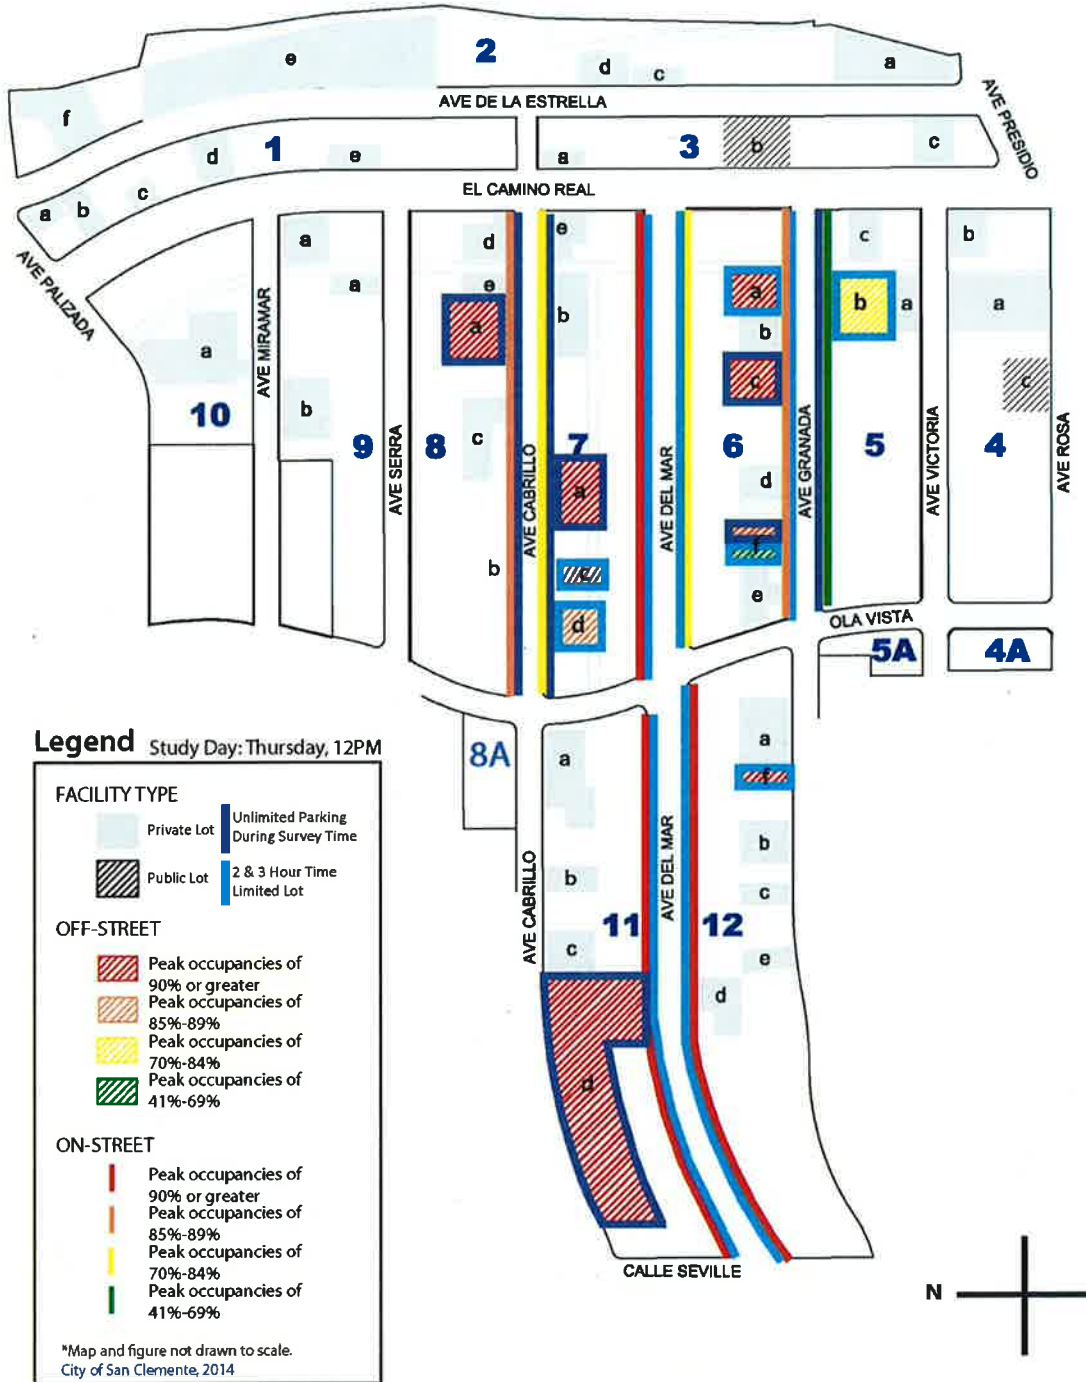 2
e
d
c
a
f
AVE DE LA ESTRELLA
AVE PRESIDIO
1
d
e
3
a
b
c
a
b
c
EL CAMINO REAL
AVE PALIZADA
10
a
AVE MIRAMAR
a
a
b
9
AVE SERRA
8
d
e
a
c
b
AVE CABRILLO
7
e
b
a
c
d
AVE DEL MAR
6
a
b
c
d
f
e
AVE GRANADA
5
c
b
a
AVE VICTORIA
4
b
a
c
AVE ROSA
OLA VISTA
5A
4A
8A
AVE CABRILLO
11
a
b
c
d
AVE DEL MAR
12
a
f
b
c
e
d
CALLE SEVILLE
N
Legend Study Day: Thursday, 12PM
FACILITY TYPE
Private Lot
Unlimited Parking
During Survey Time
Public Lot
2 & 3 Hour Time
Limited Lot
OFF-STREET
Peak occupancies of
90% or greater
Peak occupancies of
85%-89%
Peak occupancies of
70%-84%
Peak occupancies of
41%-69%
ON-STREET
Peak occupancies of
90% or greater
Peak occupancies of
85%-89%
Peak occupancies of
70%-84%
Peak occupancies of
41%-69%
*Map and figure not drawn to scale.
City of San Clemente, 2014